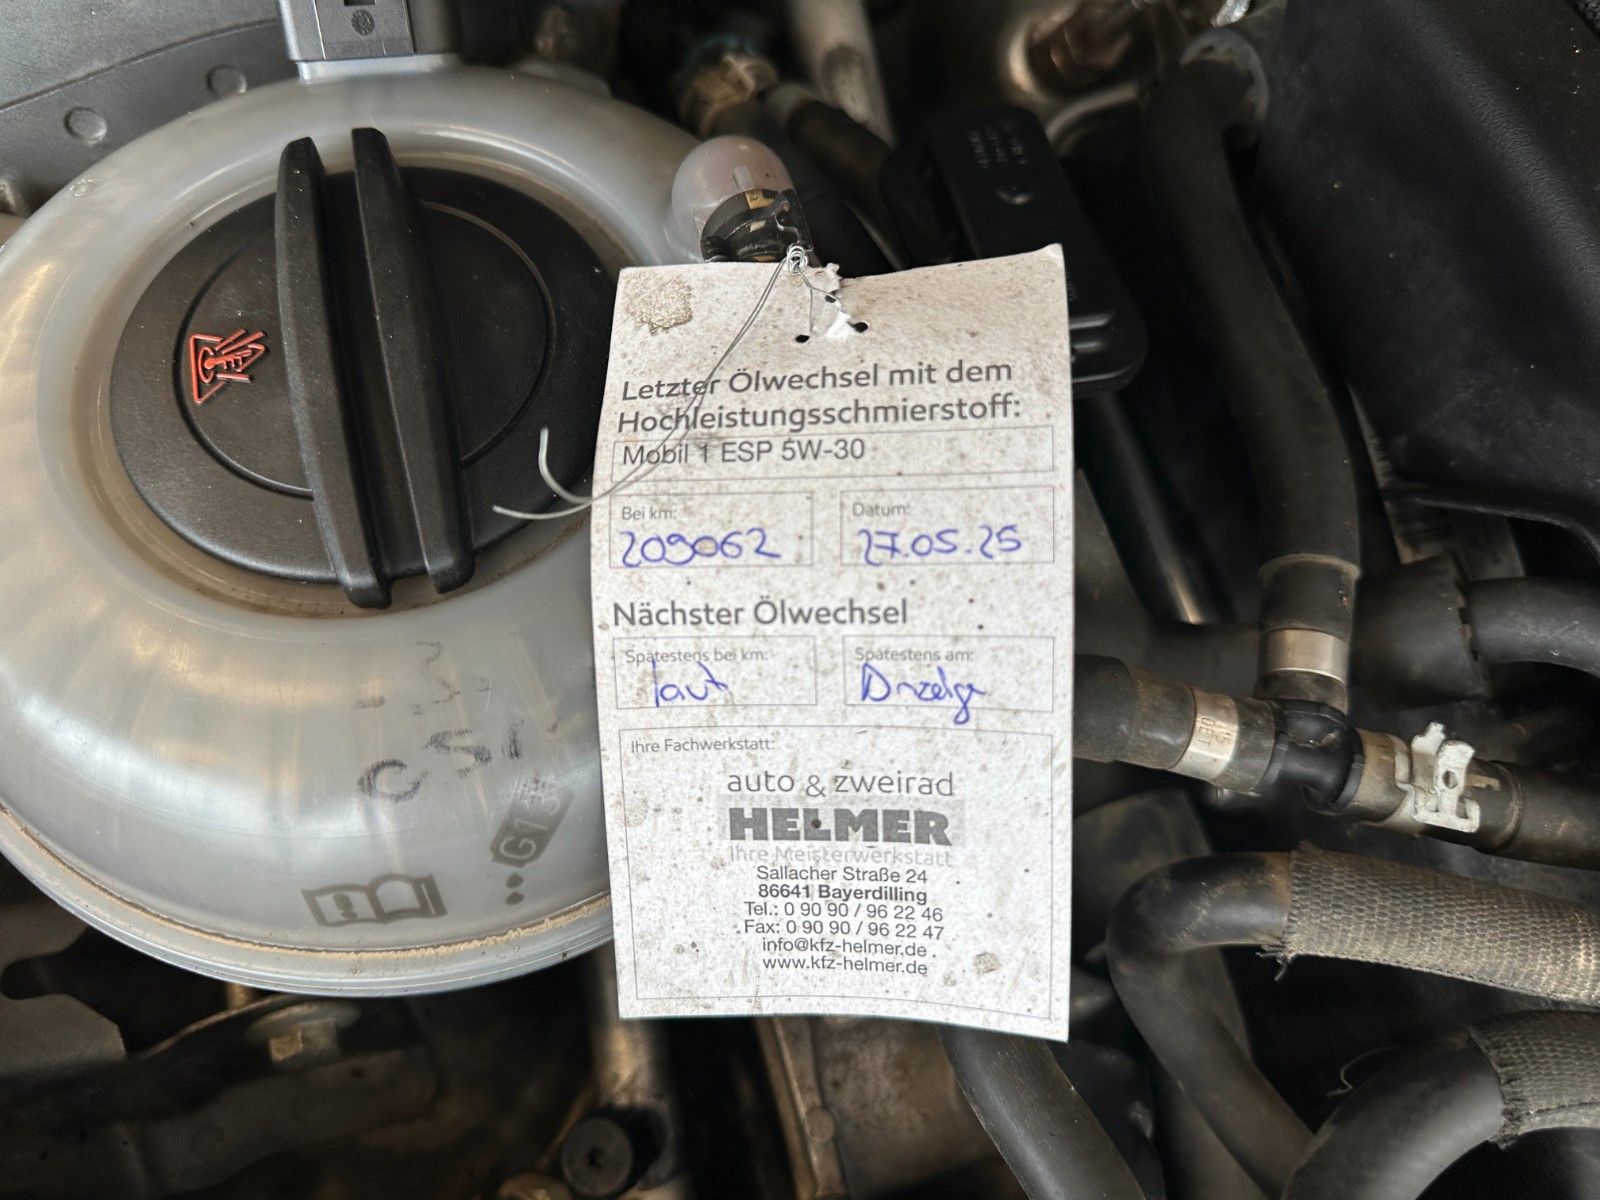 Letzter Ölwechsel mit dem
Hochleistungsschmierstoff:
Mobil 1 ESP 5W-30
Bei km:
209062
Datum:
27.05.25
Nächster Ölwechsel
Spätestens bei km:
laut
Spätestens am:
Anzeige
Ihre Fachwerkstatt:
auto & zweirad
HELMER
Ihre Meisterwerkstatt
Sallacher Straße 24
86641 Bayerdilling
Tel.: 0 90 90 / 96 22 46
Fax: 0 90 90 / 96 22 47
info@kfz-helmer.de
www.kfz-helmer.de
G13